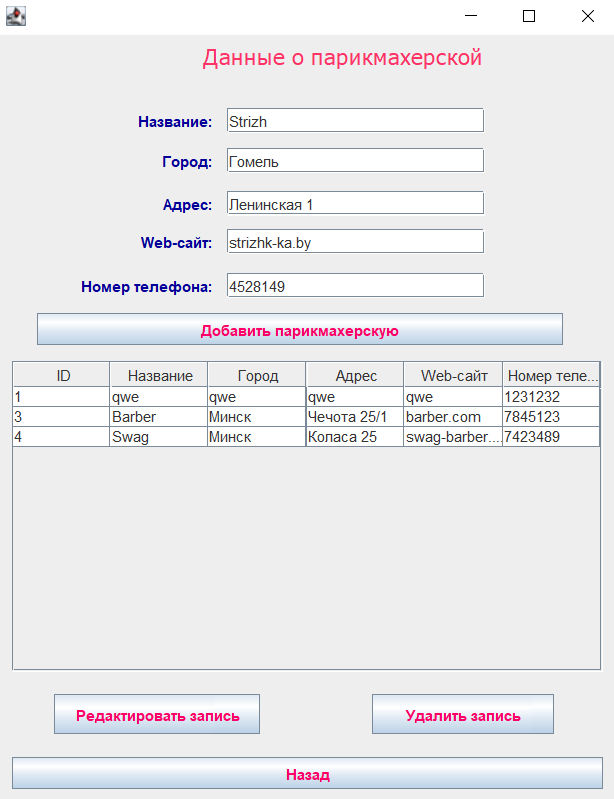 Данные о парикмахерской
Название: Strizh
Город: Гомель
Адрес: Ленинская 1
Web-сайт: strizhk-ka.by
Номер телефона: 4528149
Добавить парикмахерскую
ID Название Город Адрес Web-сайт Номер теле...
1 qwe qwe qwe qwe 1231232
3 Barber Минск Чечота 25/1 barber.com 7845123
4 Swag Минск Коласа 25 swag-barber.... 7423489
Редактировать запись Удалить запись
Назад